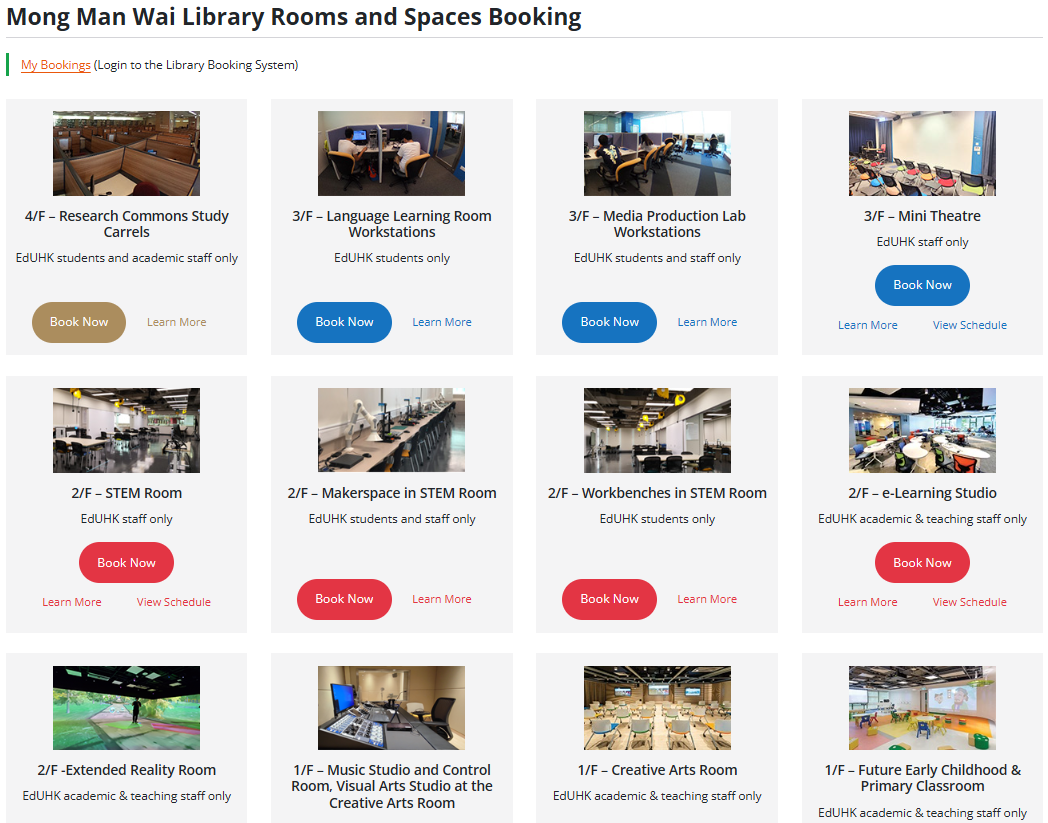 Mong Man Wai Library Rooms and Spaces Booking
My Bookings (Login to the Library Booking System)
4/F – Research Commons Study
Carrels
EdUHK students and academic staff only
Book Now
Learn More
3/F – Language Learning Room
Workstations
EdUHK students only
Book Now
Learn More
3/F – Media Production Lab
Workstations
EdUHK students and staff only
Book Now
Learn More
3/F – Mini Theatre
EdUHK staff only
Book Now
Learn More
View Schedule
2/F – STEM Room
EdUHK staff only
Book Now
Learn More
View Schedule
2/F – Makerspace in STEM Room
EdUHK students and staff only
Book Now
Learn More
2/F – Workbenches in STEM Room
EdUHK students only
Book Now
Learn More
2/F – e-Learning Studio
EdUHK academic & teaching staff only
Book Now
Learn More
View Schedule
2/F -Extended Reality Room
EdUHK academic & teaching staff only
1/F – Music Studio and Control
Room, Visual Arts Studio at the
Creative Arts Room
1/F – Creative Arts Room
EdUHK academic & teaching staff only
1/F – Future Early Childhood &
Primary Classroom
EdUHK academic & teaching staff only